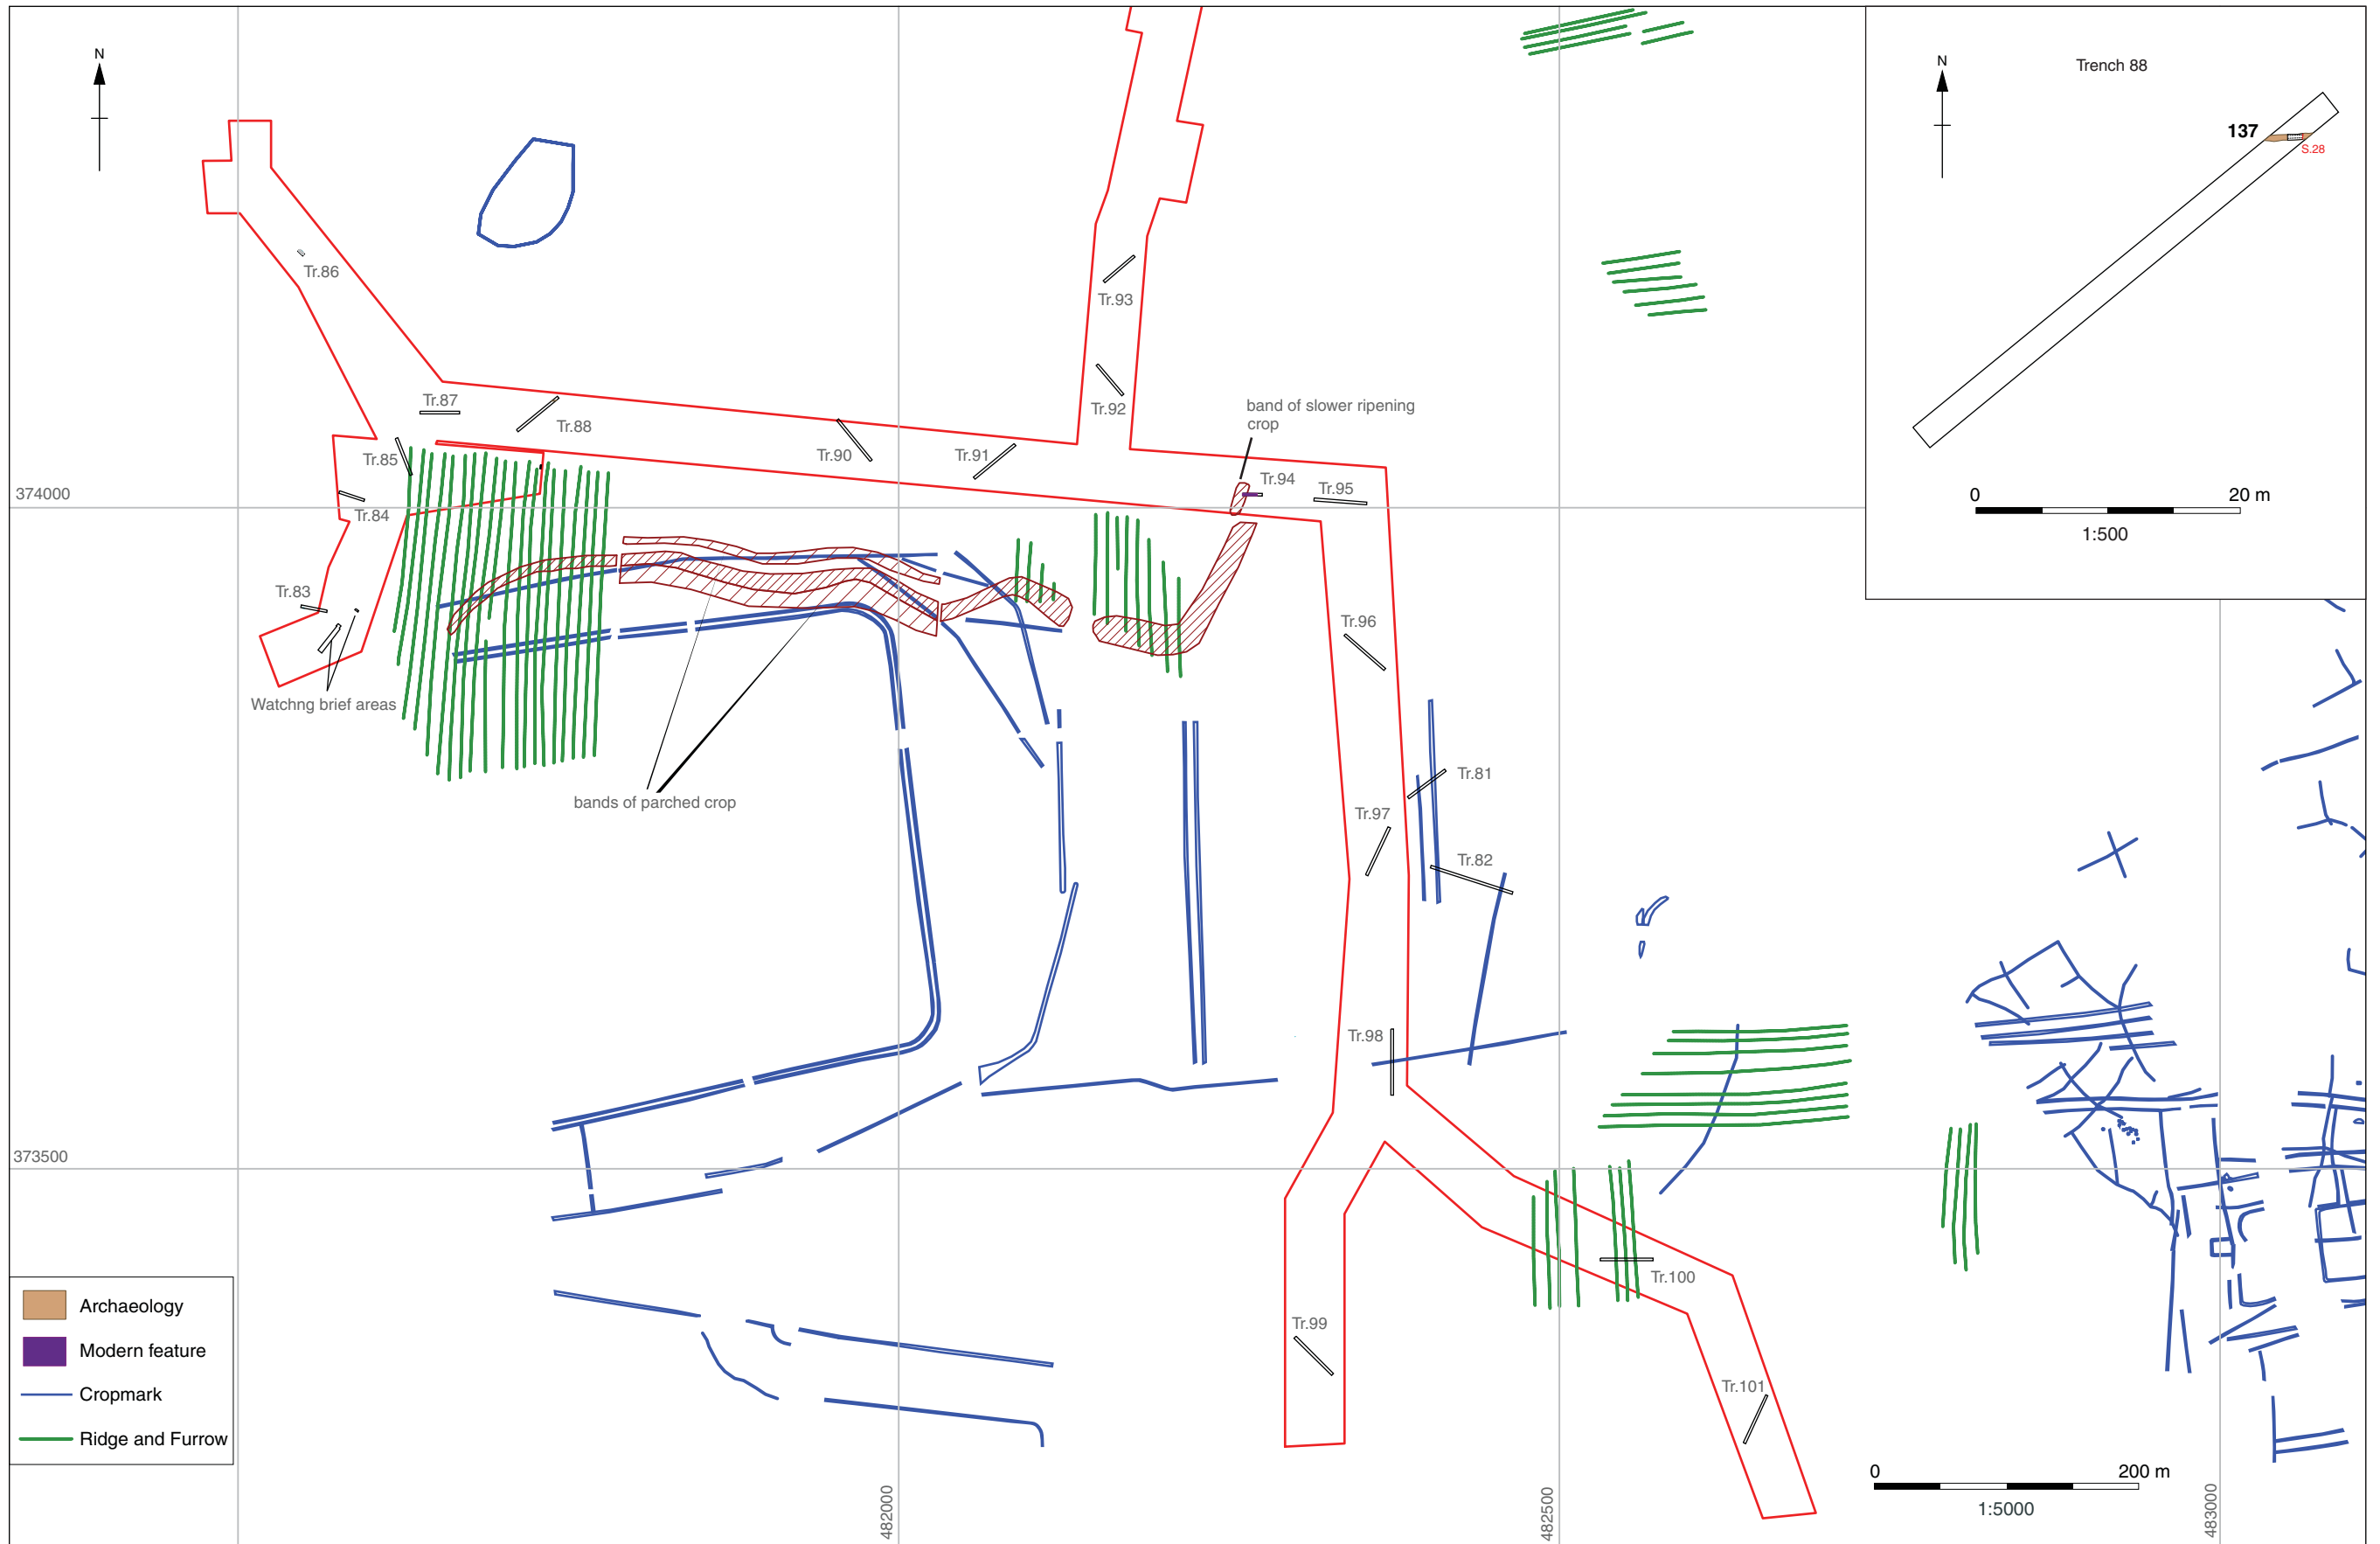 N
N
Trench 88
137
S.28
0 20 m
1:500
Tr.86
Tr.93
Tr.87
Tr.88
Tr.92
band of slower ripening
crop
Tr.85
Tr.90
Tr.91
Tr.94
Tr.95
374000
Tr.84
Tr.83
Tr.96
Watchng brief areas
bands of parched crop
Tr.81
Tr.97
Tr.82
Tr.98
373500
Tr.100
Tr.99
Tr.101
Archaeology
Modern feature
Cropmark
Ridge and Furrow
482000
482500
483000
0 200 m
1:5000